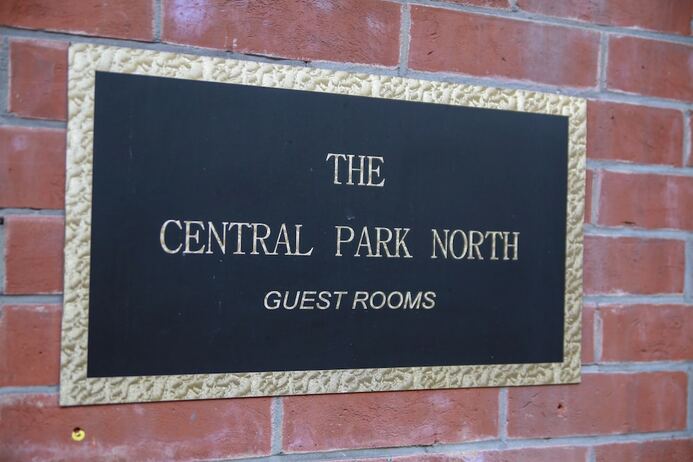 THE
CENTRAL PARK NORTH
GUEST ROOMS